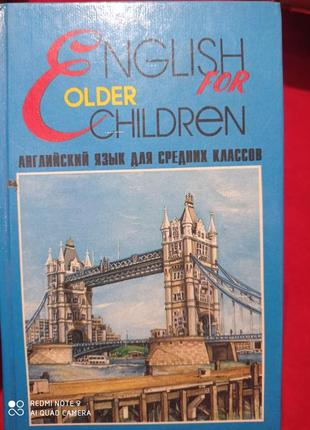 ENGLISH
FOR
OLDER
CHILDREN
АНГЛИЙСКИЙ ЯЗЫК ДЛЯ СРЕДНИХ КЛАССОВ
REDMI NOTE 9
AI QUAD CAMERA